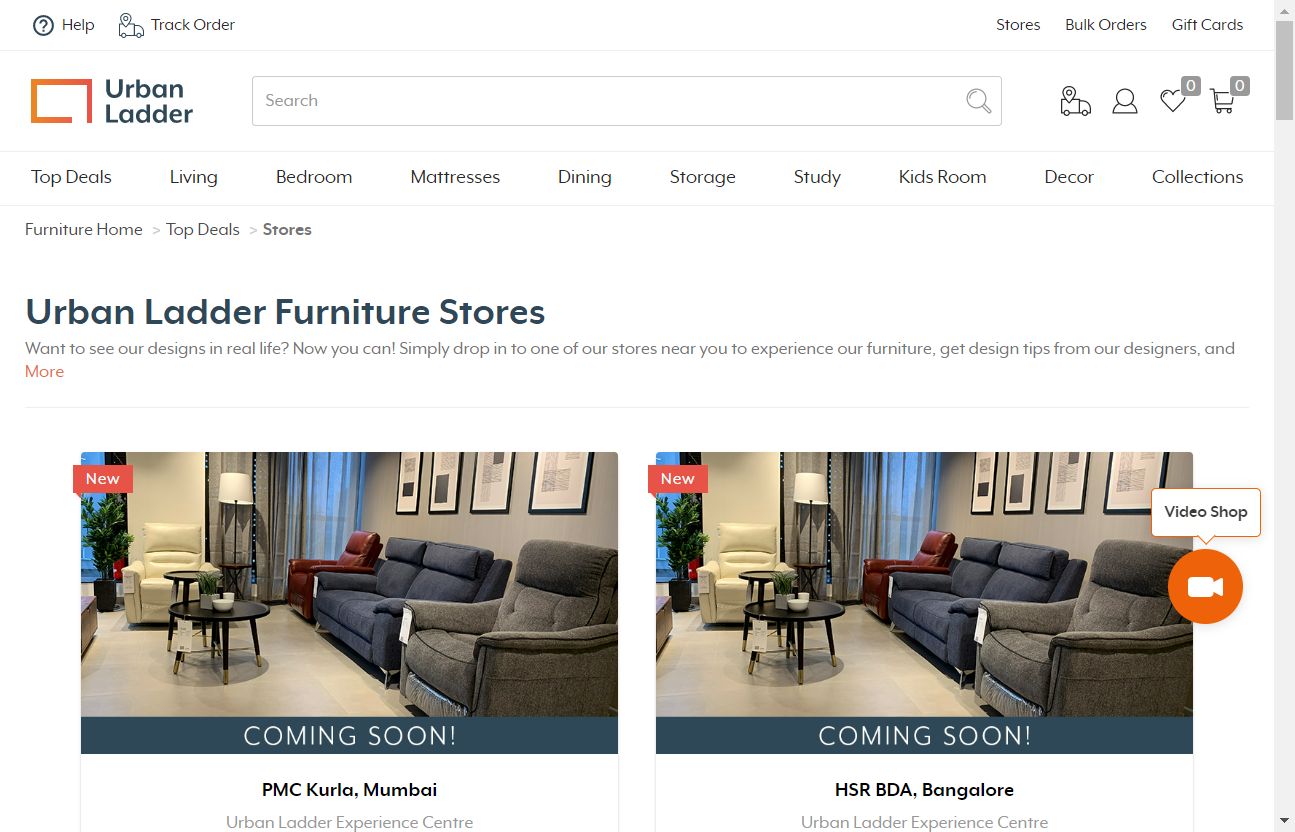 Help
Track Order
Stores
Bulk Orders
Gift Cards
Urban
Ladder
Search
0
0
Top Deals
Living
Bedroom
Mattresses
Dining
Storage
Study
Kids Room
Decor
Collections
Furniture Home > Top Deals > Stores
Urban Ladder Furniture Stores
Want to see our designs in real life? Now you can! Simply drop in to one of our stores near you to experience our furniture, get design tips from our designers, and
More
New
New
Video Shop
COMING SOON!
COMING SOON!
PMC Kurla, Mumbai
Urban Ladder Experience Centre
HSR BDA, Bangalore
Urban Ladder Experience Centre